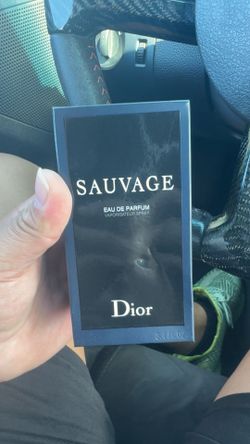 SAUVAGE
EAU DE PARFUM
VAPORISATEUR SPRAY
Dior